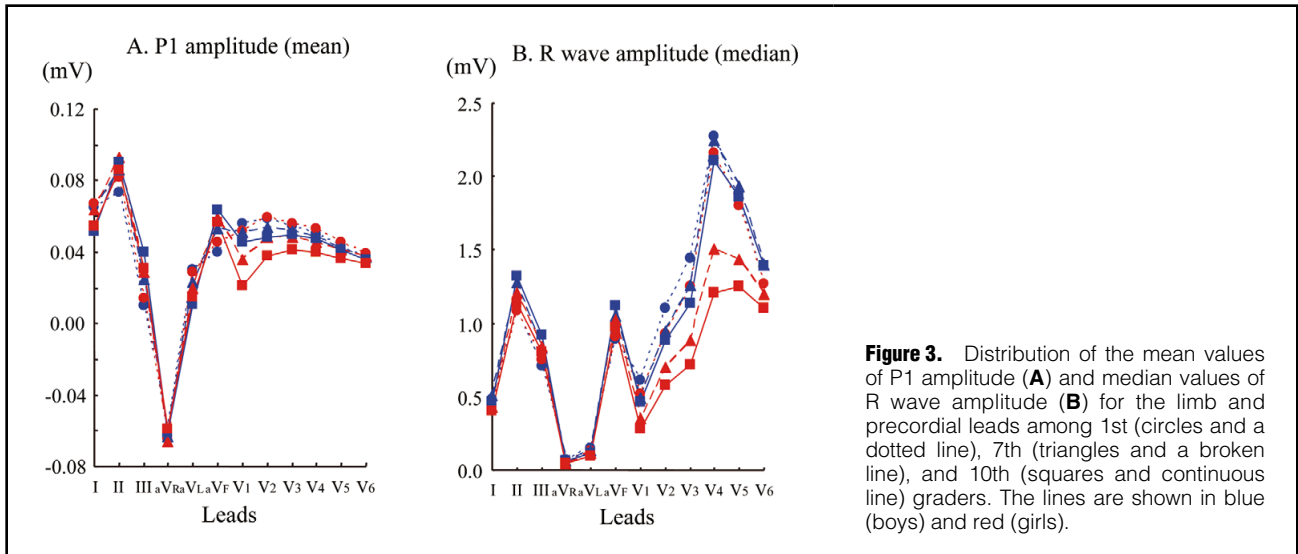 A. P1 amplitude (mean)
(mV)
0.12
0.08
0.04
0.00
-0.04
-0.08
I II III aVR aVL aVF V1 V2 V3 V4 V5 V6
Leads
B. R wave amplitude (median)
(mV)
2.5
2.0
1.5
1.0
0.5
0.0
I II III aVR aVL aVF V1 V2 V3 V4 V5 V6
Leads
Figure 3. Distribution of the mean values
of P1 amplitude (A) and median values of
R wave amplitude (B) for the limb and
precordial leads among 1st (circles and a
dotted line), 7th (triangles and a broken
line), and 10th (squares and continuous
line) graders. The lines are shown in blue
(boys) and red (girls).